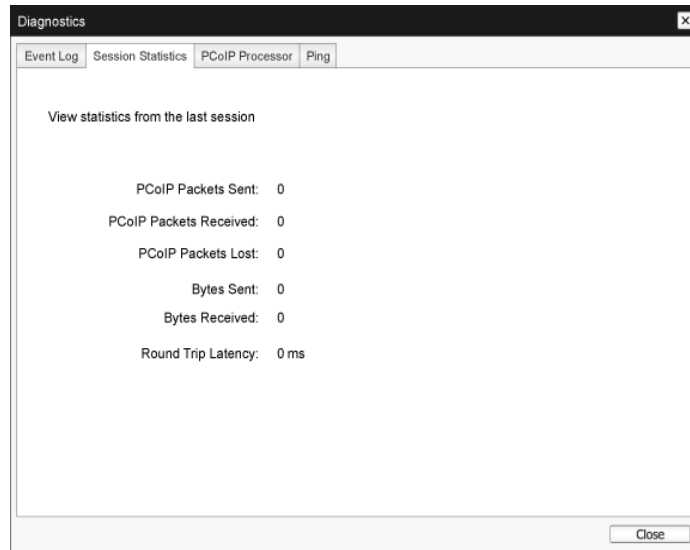 Diagnostics
Event Log Session Statistics PCoIP Processor Ping
View statistics from the last session
PCoIP Packets Sent: 0
PCoIP Packets Received: 0
PCoIP Packets Lost: 0
Bytes Sent: 0
Bytes Received: 0
Round Trip Latency: 0 ms
Close